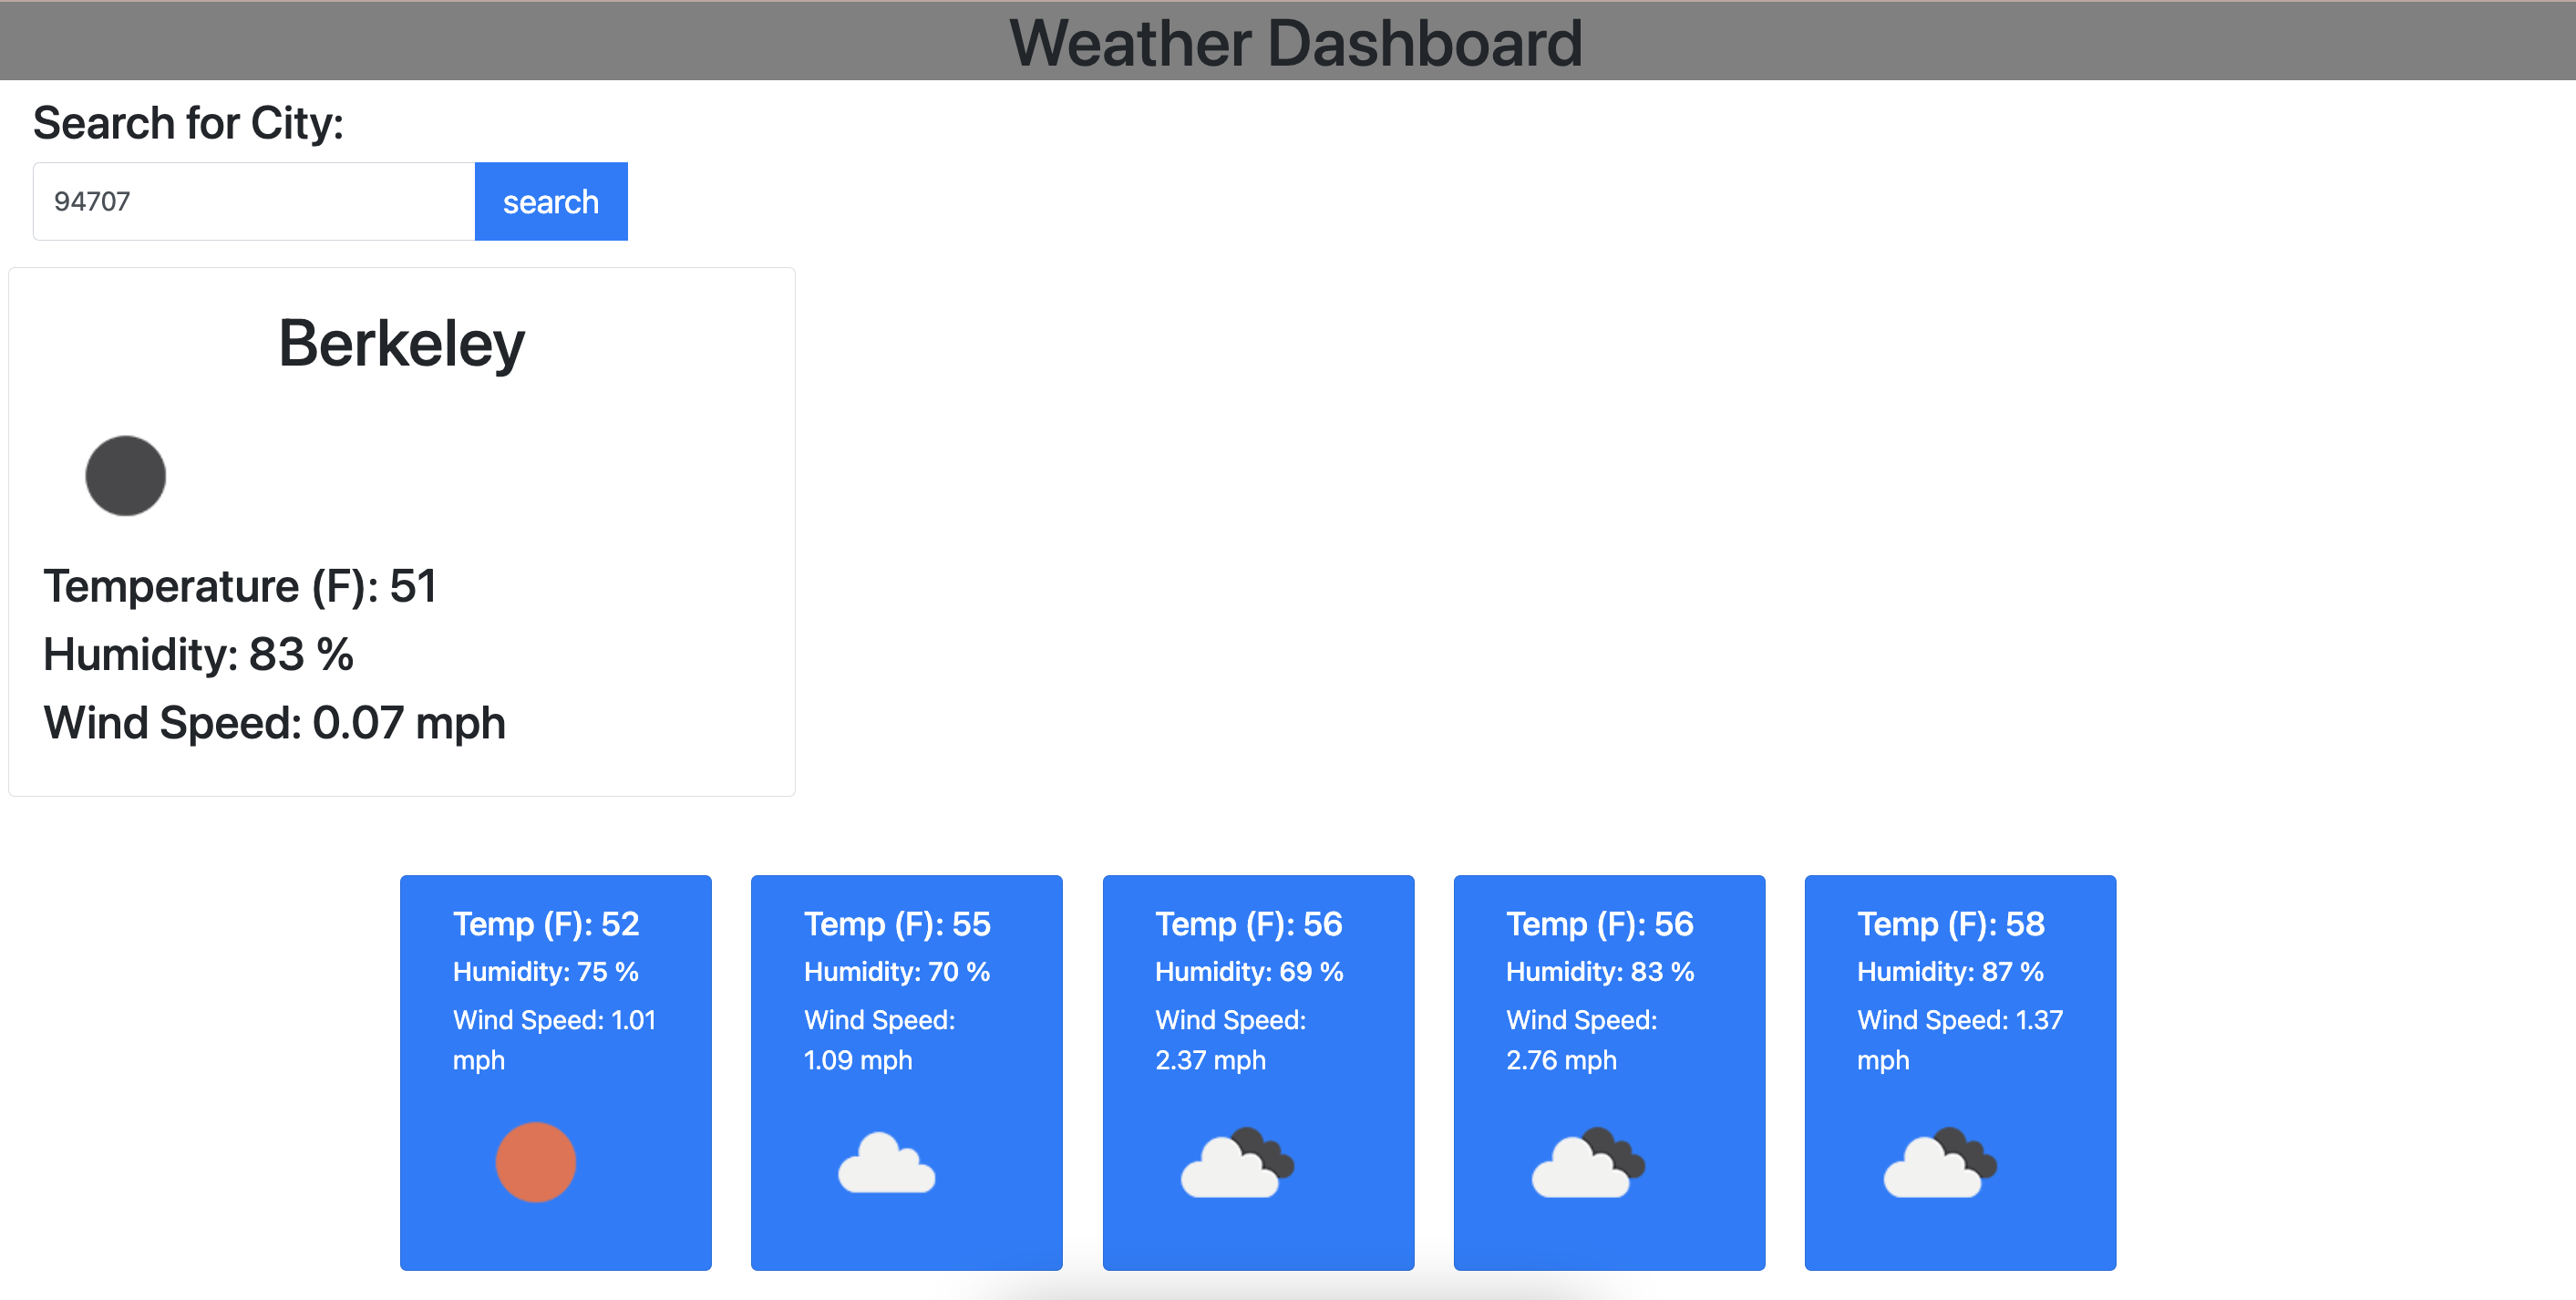 Weather Dashboard
Search for City:
94707
search
Berkeley
Temperature (F): 51
Humidity: 83 %
Wind Speed: 0.07 mph
Temp (F): 52
Humidity: 75 %
Wind Speed: 1.01
mph
Temp (F): 55
Humidity: 70 %
Wind Speed:
1.09 mph
Temp (F): 56
Humidity: 69 %
Wind Speed:
2.37 mph
Temp (F): 56
Humidity: 83 %
Wind Speed:
2.76 mph
Temp (F): 58
Humidity: 87 %
Wind Speed: 1.37
mph